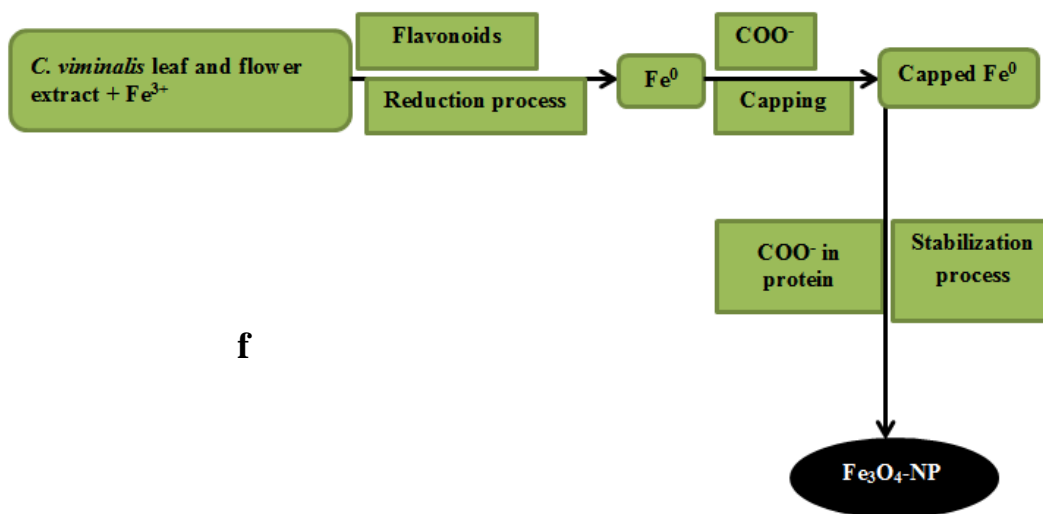 Flavonoids
COO⁻
C. viminalis leaf and flower
extract + Fe³⁺
Fe⁰
Capped Fe⁰
Reduction process
Capping
COO⁻ in
protein
Stabilization
process
f
Fe₃O₄-NP